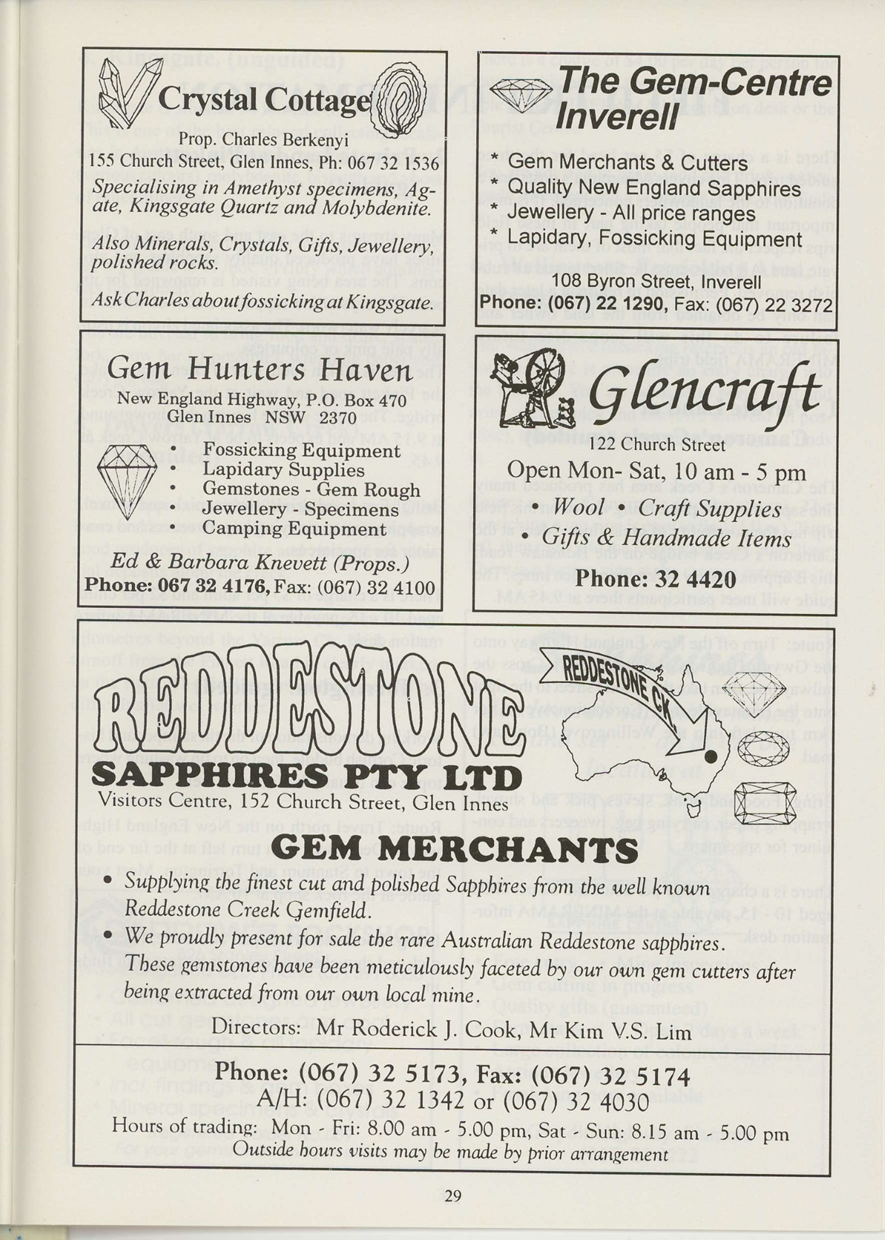 Crystal Cottage
Prop. Charles Berkenyi
155 Church Street, Glen Innes, Ph: 067 32 1536
Specialising in Amethyst specimens, Ag-
ate, Kingsgate Quartz and Molybdenite.
Also Minerals, Crystals, Gifts, Jewellery,
polished rocks.
Ask Charles about fossicking at Kingsgate.
The Gem-Centre
Inverell
* Gem Merchants & Cutters
* Quality New England Sapphires
* Jewellery - All price ranges
* Lapidary, Fossicking Equipment
108 Byron Street, Inverell
Phone: (067) 22 1290, Fax: (067) 22 3272
Gem Hunters Haven
New England Highway, P.O. Box 470
Glen Innes NSW 2370
• Fossicking Equipment
• Lapidary Supplies
• Gemstones - Gem Rough
• Jewellery - Specimens
• Camping Equipment
Ed & Barbara Knevett (Props.)
Phone: 067 32 4176, Fax: (067) 32 4100
Glencraft
122 Church Street
Open Mon- Sat, 10 am - 5 pm
• Wool • Craft Supplies
• Gifts & Handmade Items
Phone: 32 4420
REDDESTONE
SAPPHIRES PTY LTD
Visitors Centre, 152 Church Street, Glen Innes
REDDESTONE CK
GEM MERCHANTS
• Supplying the finest cut and polished Sapphires from the well known
Reddestone Creek Gemfield.
• We proudly present for sale the rare Australian Reddestone sapphires.
These gemstones have been meticulously faceted by our own gem cutters after
being extracted from our own local mine.
Directors: Mr Roderick J. Cook, Mr Kim V.S. Lim
Phone: (067) 32 5173, Fax: (067) 32 5174
A/H: (067) 32 1342 or (067) 32 4030
Hours of trading: Mon - Fri: 8.00 am - 5.00 pm, Sat - Sun: 8.15 am - 5.00 pm
Outside hours visits may be made by prior arrangement
29